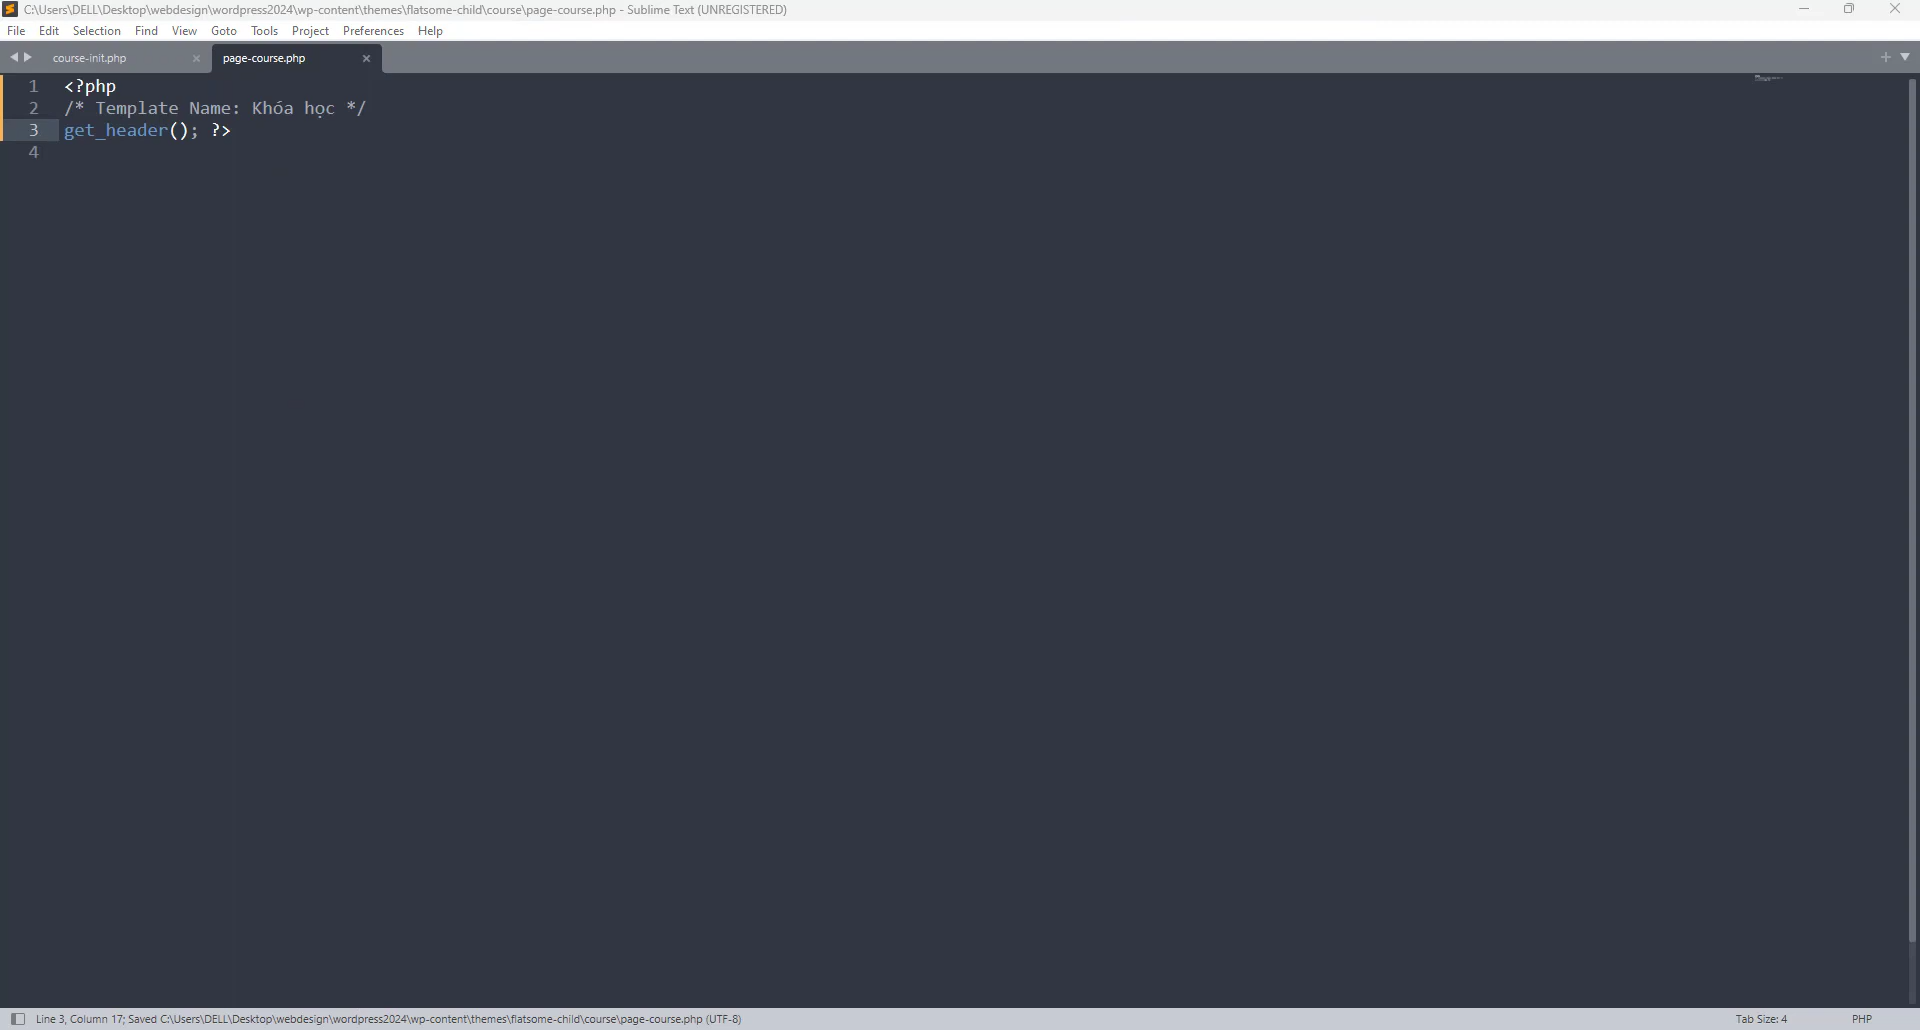 C:\Users\DELL\Desktop\webdesign\wordpress2024\wp-content\themes\flatsome-child\course\page-course.php - Sublime Text (UNREGISTERED)
File Edit Selection Find View Goto Tools Project Preferences Help
course-init.php page-course.php
1 <?php
2 /* Template Name: Khóa học */
3 get_header(); ?>
4
Line 3, Column 17; Saved C:\Users\DELL\Desktop\webdesign\wordpress2024\wp-content\themes\flatsome-child\course\page-course.php (UTF-8) Tab Size: 4 PHP